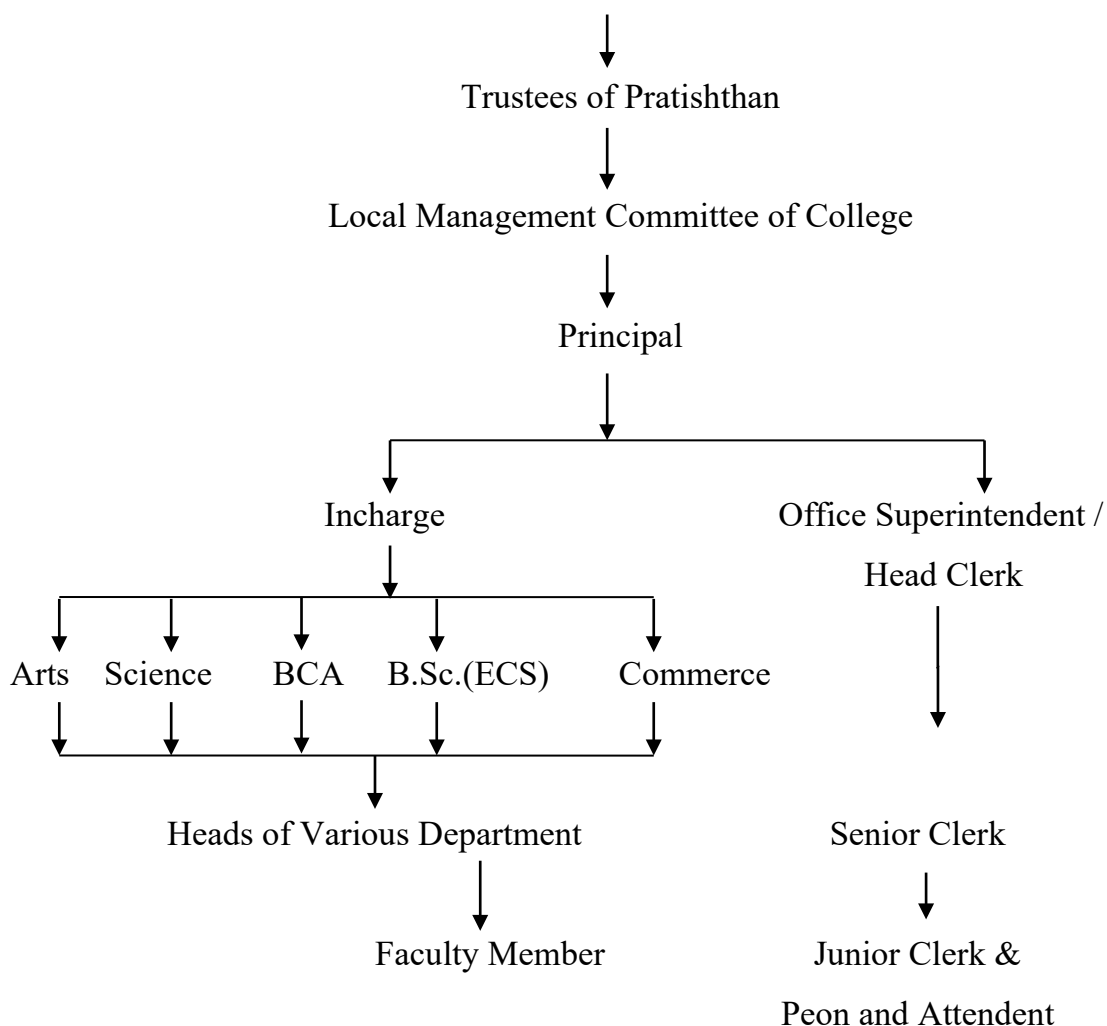 Trustees of Pratishthan
Local Management Committee of College
Principal
Incharge
Office Superintendent /
Head Clerk
Arts
Science
BCA
B.Sc.(ECS)
Commerce
Heads of Various Department
Senior Clerk
Faculty Member
Junior Clerk &
Peon and Attendent